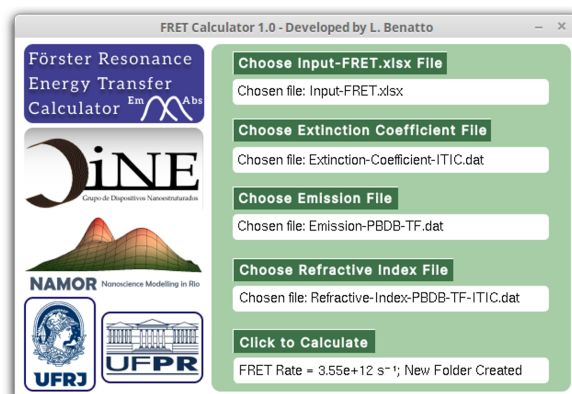 FRET Calculator 1.0 - Developed by L. Benatto
Förster Resonance
Energy Transfer
Calculator Em Abs
DiNE
Grupo de Dispositivos Nanoestruturados
NAMOR Nanoscience Modelling in Rio
UFRJ
UFPR
Choose Input-FRET.xlsx File
Chosen file: Input-FRET.xlsx
Choose Extinction Coefficient File
Chosen file: Extinction-Coefficient-ITIC.dat
Choose Emission File
Chosen file: Emission-PBDB-TF.dat
Choose Refractive Index File
Chosen file: Refractive-Index-PBDB-TF-ITIC.dat
Click to Calculate
FRET Rate = 3.55e+12 s⁻¹; New Folder Created